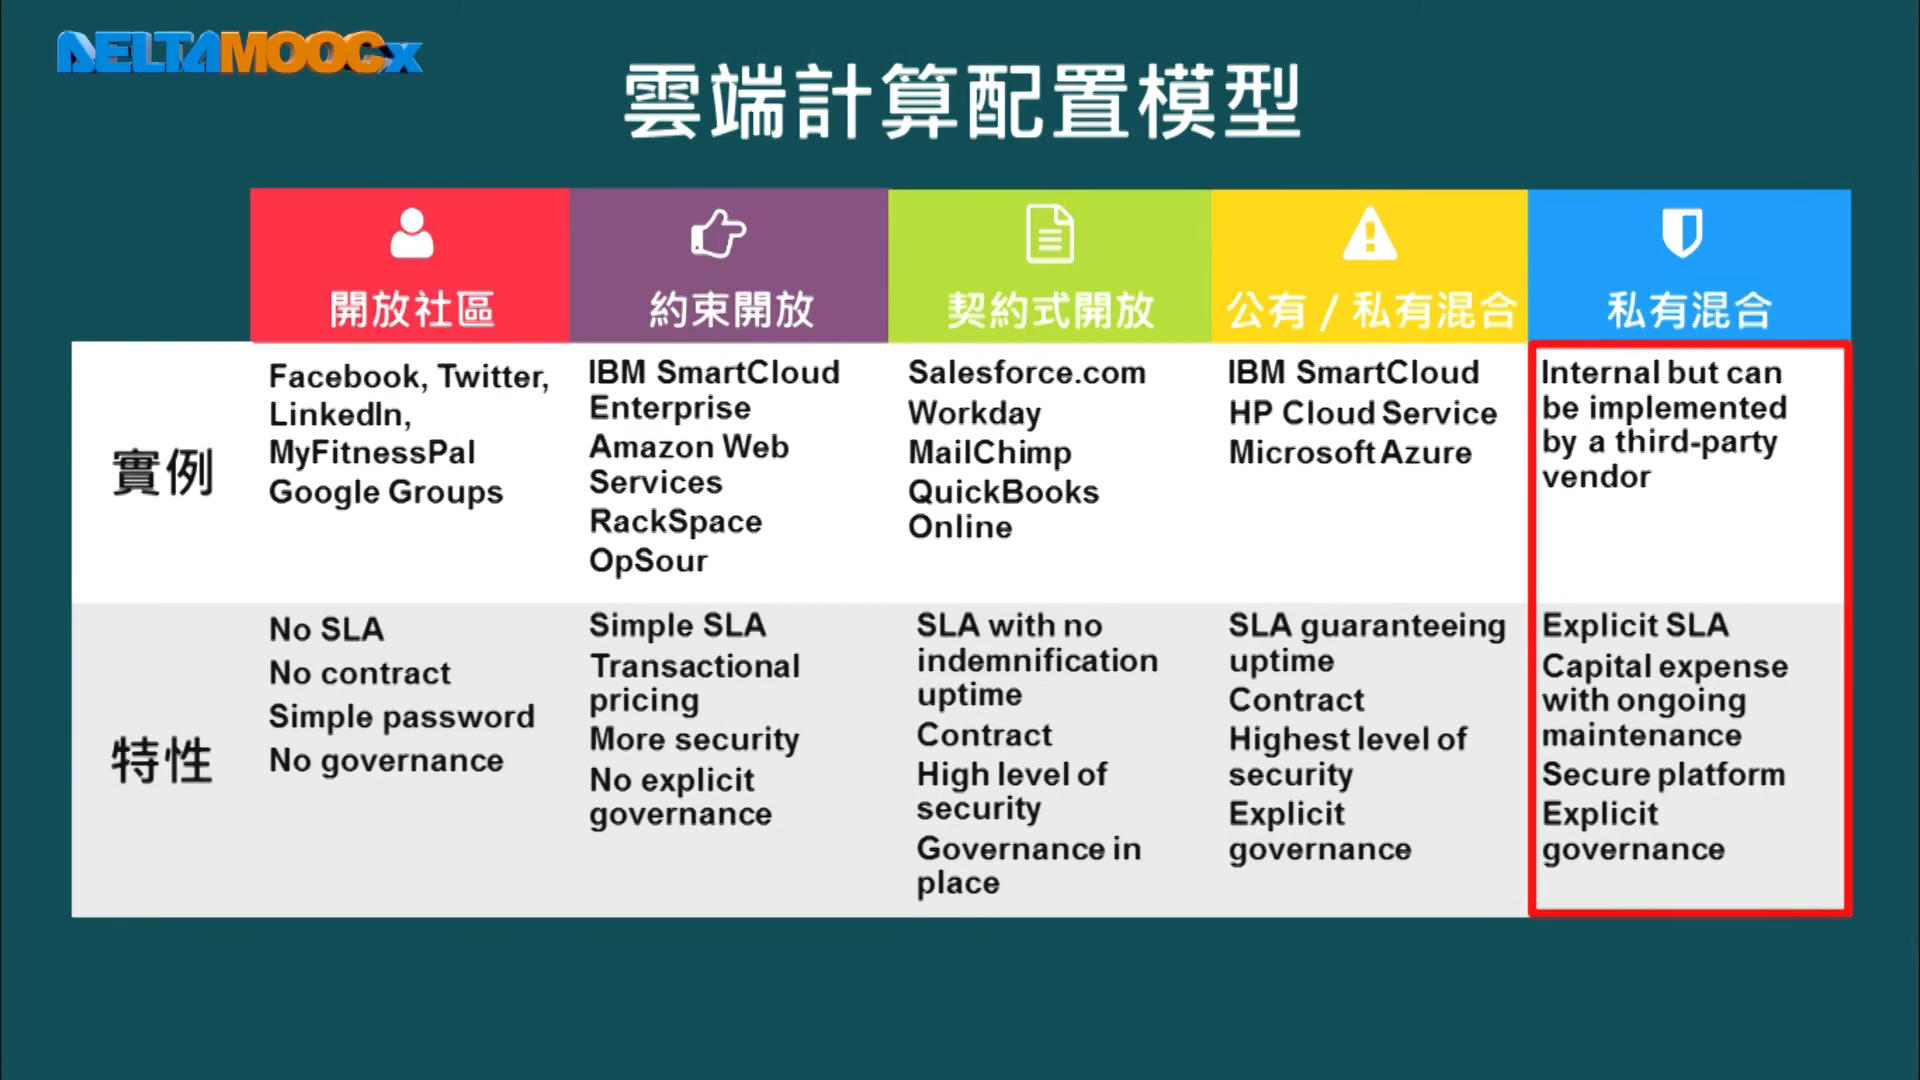 DELTAMOOCx
雲端計算配置模型
開放社區
約束開放
契約式開放
公有 / 私有混合
私有混合
實例
Facebook, Twitter,
LinkedIn,
MyFitnessPal
Google Groups
IBM SmartCloud
Enterprise
Amazon Web
Services
RackSpace
OpSour
Salesforce.com
Workday
MailChimp
QuickBooks
Online
IBM SmartCloud
HP Cloud Service
Microsoft Azure
Internal but can
be implemented
by a third-party
vendor
特性
No SLA
No contract
Simple password
No governance
Simple SLA
Transactional
pricing
More security
No explicit
governance
SLA with no
indemnification
uptime
Contract
High level of
security
Governance in
place
SLA guaranteeing
uptime
Contract
Highest level of
security
Explicit
governance
Explicit SLA
Capital expense
with ongoing
maintenance
Secure platform
Explicit
governance